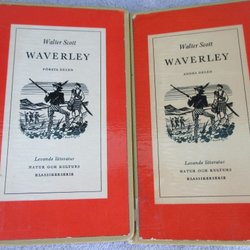 Walter Scott
WAVERLEY
FÖRSTA DELEN
Levande litteratur
NATUR OCH KULTURS
KLASSIKERSERIE
Walter Scott
WAVERLEY
ANDRA DELEN
Levande litteratur
NATUR OCH KULTURS
KLASSIKERSERIE